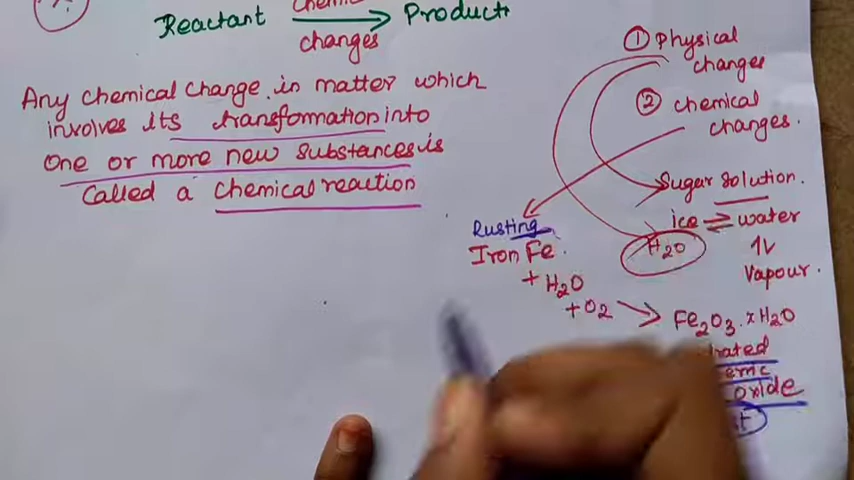 Reactant → Product
changes
Any chemical change in matter which
involves its transformation into
one or more new substances is
called a chemical reaction
① Physical
changes
② chemical
changes.
Sugar solution.
ice ⇌ water
H₂O
⇅
Vapour.
Rusting
Iron Fe
+ H₂O
+ O₂ → Fe₂O₃.xH₂O
oxide